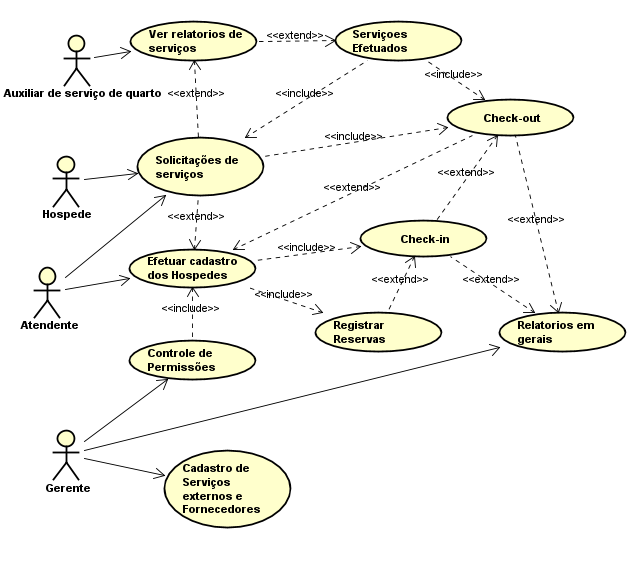 Ver relatorios de
serviços
<<extend>>
Serviçoes
Efetuados
Auxiliar de serviço de quarto
<<extend>>
<<include>>
<<include>>
Check-out
Solicitações de
serviços
<<include>>
Hospede
<<extend>>
<<extend>>
<<extend>>
<<extend>>
Efetuar cadastro
dos Hospedes
<<include>>
Check-in
Atendente
<<include>>
<<include>>
<<extend>>
<<extend>>
Registrar
Reservas
Relatorios em
gerais
Controle de
Permissões
Gerente
Cadastro de
Serviços
externos e
Fornecedores